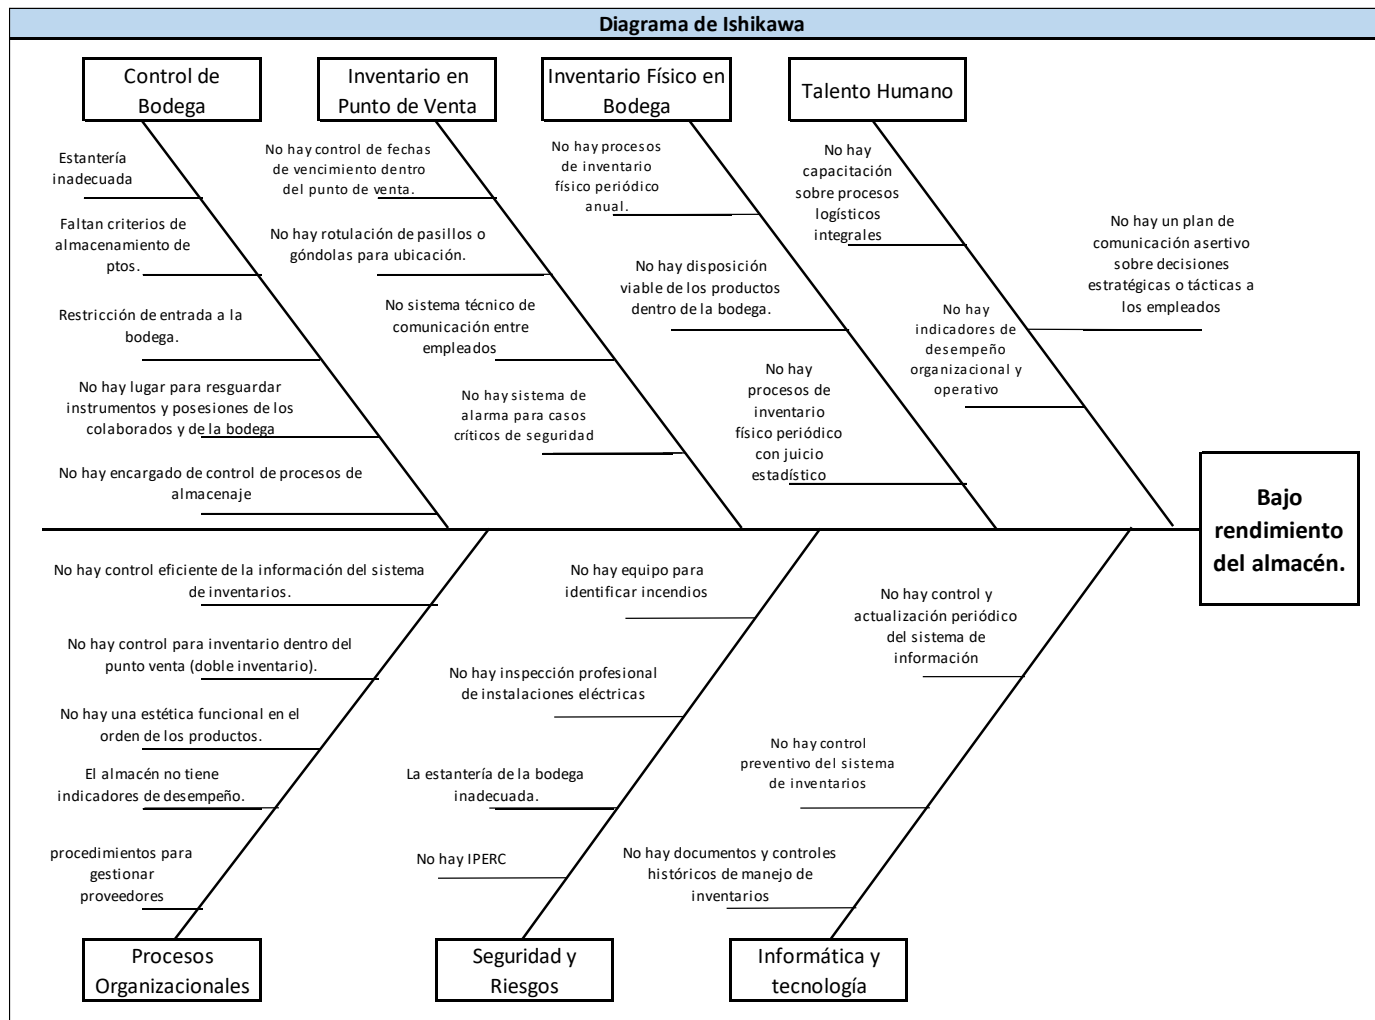 Diagrama de Ishikawa
Control de
Bodega
Inventario en
Punto de Venta
Inventario Físico en
Bodega
Talento Humano
Estantería
inadecuada
Faltan criterios de
almacenamiento de
ptos.
Restricción de entrada a la
bodega.
No hay lugar para resguardar
instrumentos y posesiones de los
colaborados y de la bodega
No hay encargado de control de procesos de
almacenaje
No hay control de fechas
de vencimiento dentro
del punto de venta.
No hay rotulación de pasillos o
góndolas para ubicación.
No sistema técnico de
comunicación entre
empleados
No hay sistema de
alarma para casos
críticos de seguridad
No hay procesos
de inventario
físico periódico
anual.
No hay disposición
viable de los productos
dentro de la bodega.
No hay
procesos de
inventario
físico periódico
con juicio
estadístico
No hay
capacitación
sobre procesos
logísticos
integrales
No hay
indicadores de
desempeño
organizacional y
operativo
No hay un plan de
comunicación asertivo
sobre decisiones
estratégicas o tácticas a
los empleados
Bajo
rendimiento
del almacén.
No hay control eficiente de la información del sistema
de inventarios.
No hay control para inventario dentro del
punto venta (doble inventario).
No hay una estética funcional en el
orden de los productos.
El almacén no tiene
indicadores de desempeño.
procedimientos para
gestionar
proveedores
No hay equipo para
identificar incendios
No hay inspección profesional
de instalaciones eléctricas
La estantería de la bodega
inadecuada.
No hay IPERC
No hay control y
actualización periódico
del sistema de
información
No hay control
preventivo del sistema
de inventarios
No hay documentos y controles
históricos de manejo de
inventarios
Procesos
Organizacionales
Seguridad y
Riesgos
Informática y
tecnología